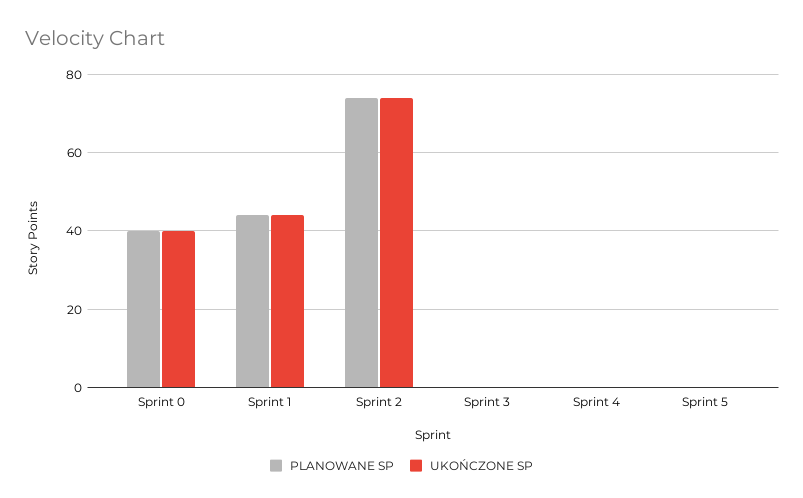 Velocity Chart
80
60
40
20
0
Story Points
Sprint 0
Sprint 1
Sprint 2
Sprint 3
Sprint 4
Sprint 5
Sprint
PLANOWANE SP
UKOŃCZONE SP